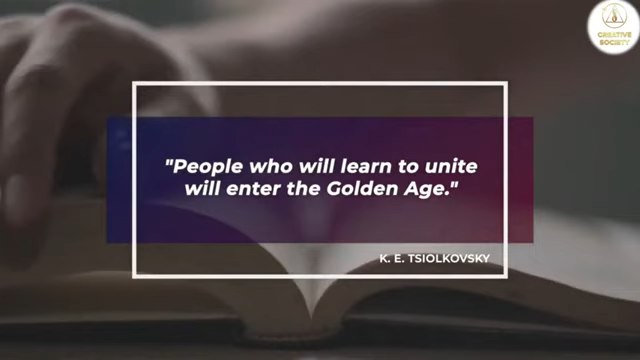 CREATIVE
SOCIETY
"People who will learn to unite
will enter the Golden Age."
K. E. TSIOLKOVSKY